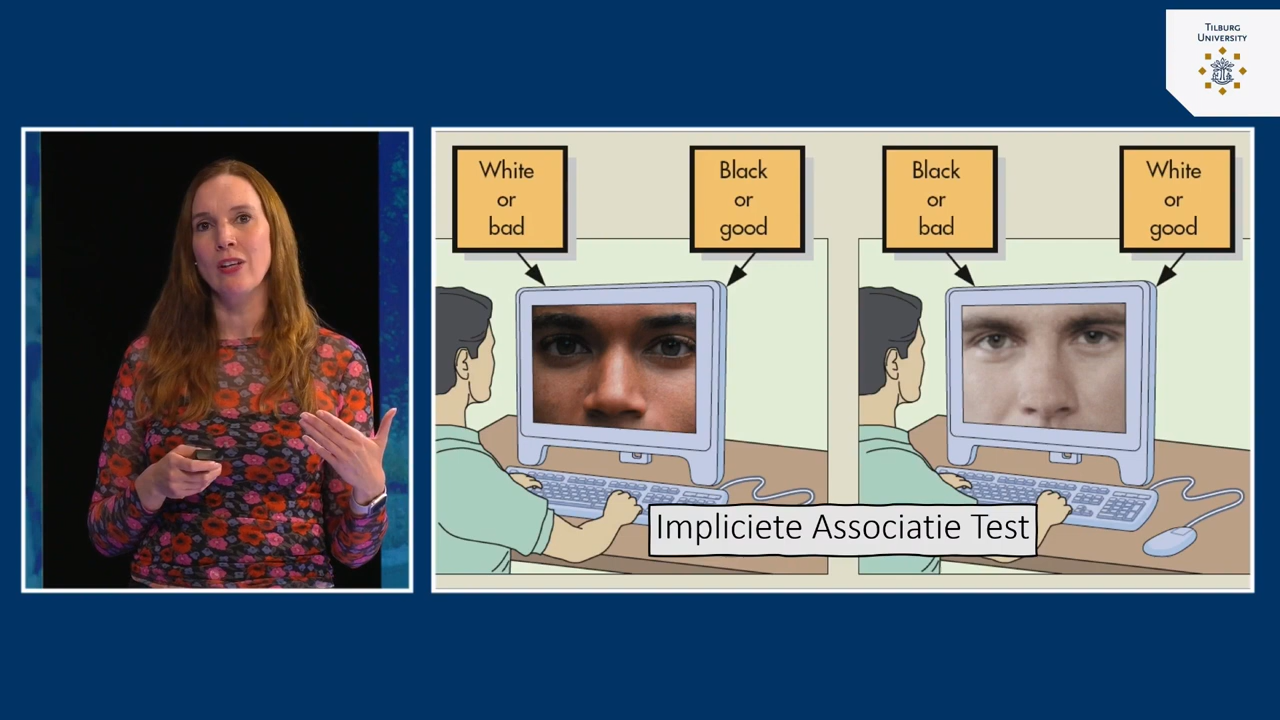 TILBURG
UNIVERSITY
White
or
bad
Black
or
good
Black
or
bad
White
or
good
Impliciete Associatie Test